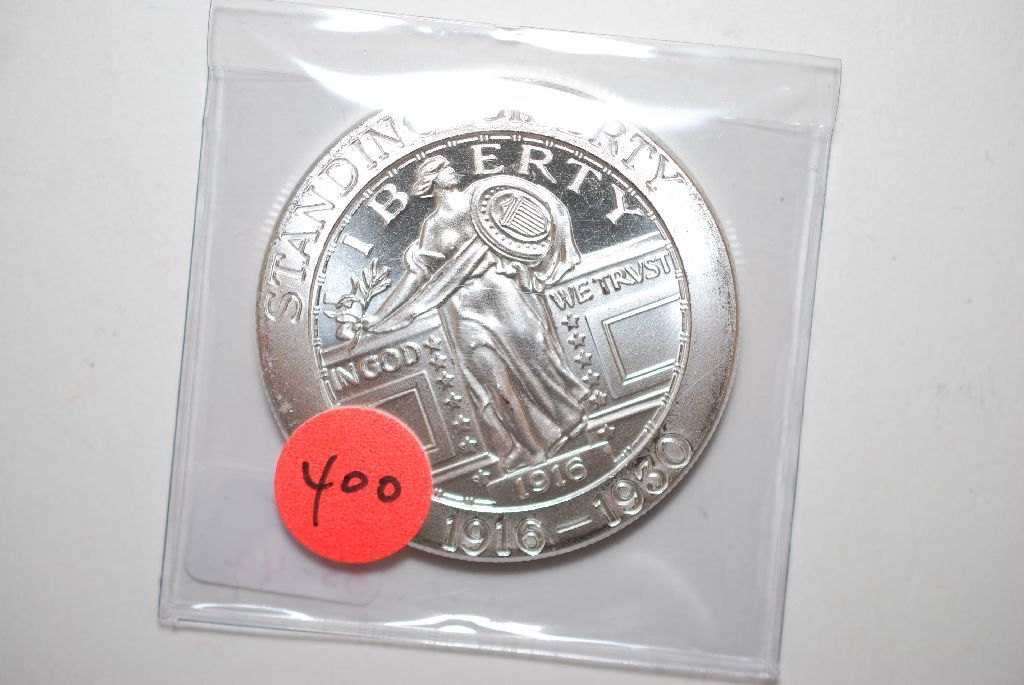 STANDING LIBERTY
LIBERTY
IN GOD WE TRVST
1916
1916-1930
400